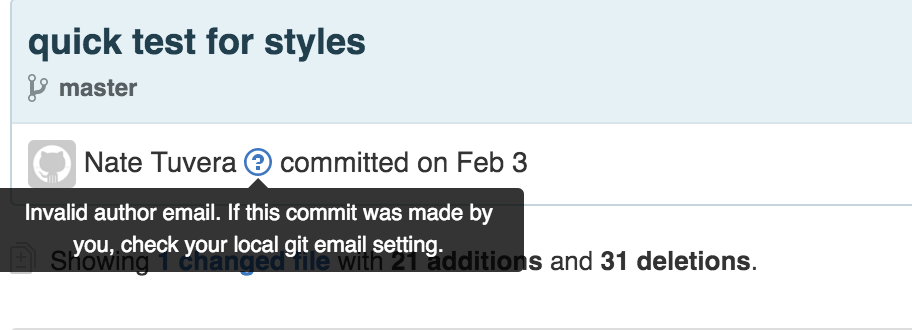 quick test for styles
master
Nate Tuvera ? committed on Feb 3
Invalid author email. If this commit was made by
you, check your local git email setting.
Showing 1 changed file with 21 additions and 31 deletions.